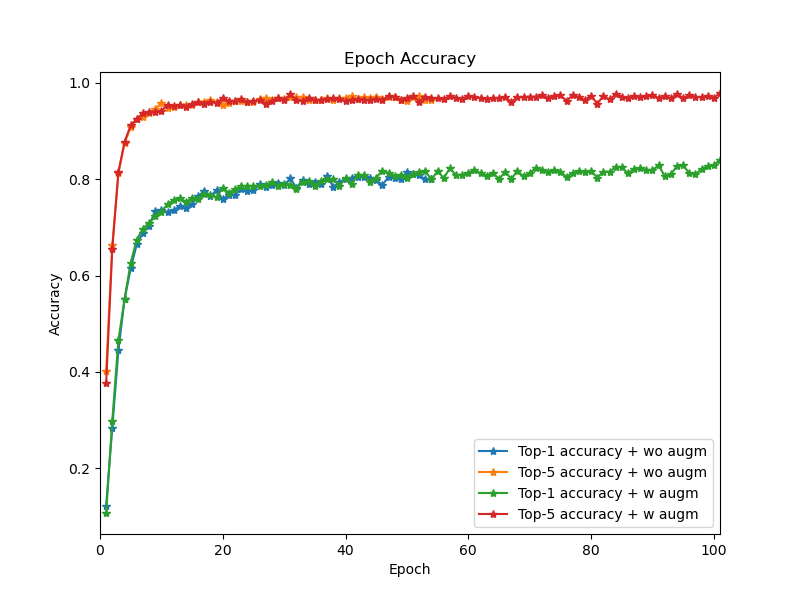 Epoch Accuracy
1.0
0.8
0.6
0.4
0.2
Accuracy
Top-1 accuracy + wo augm
Top-5 accuracy + wo augm
Top-1 accuracy + w augm
Top-5 accuracy + w augm
0 20 40 60 80 100
Epoch